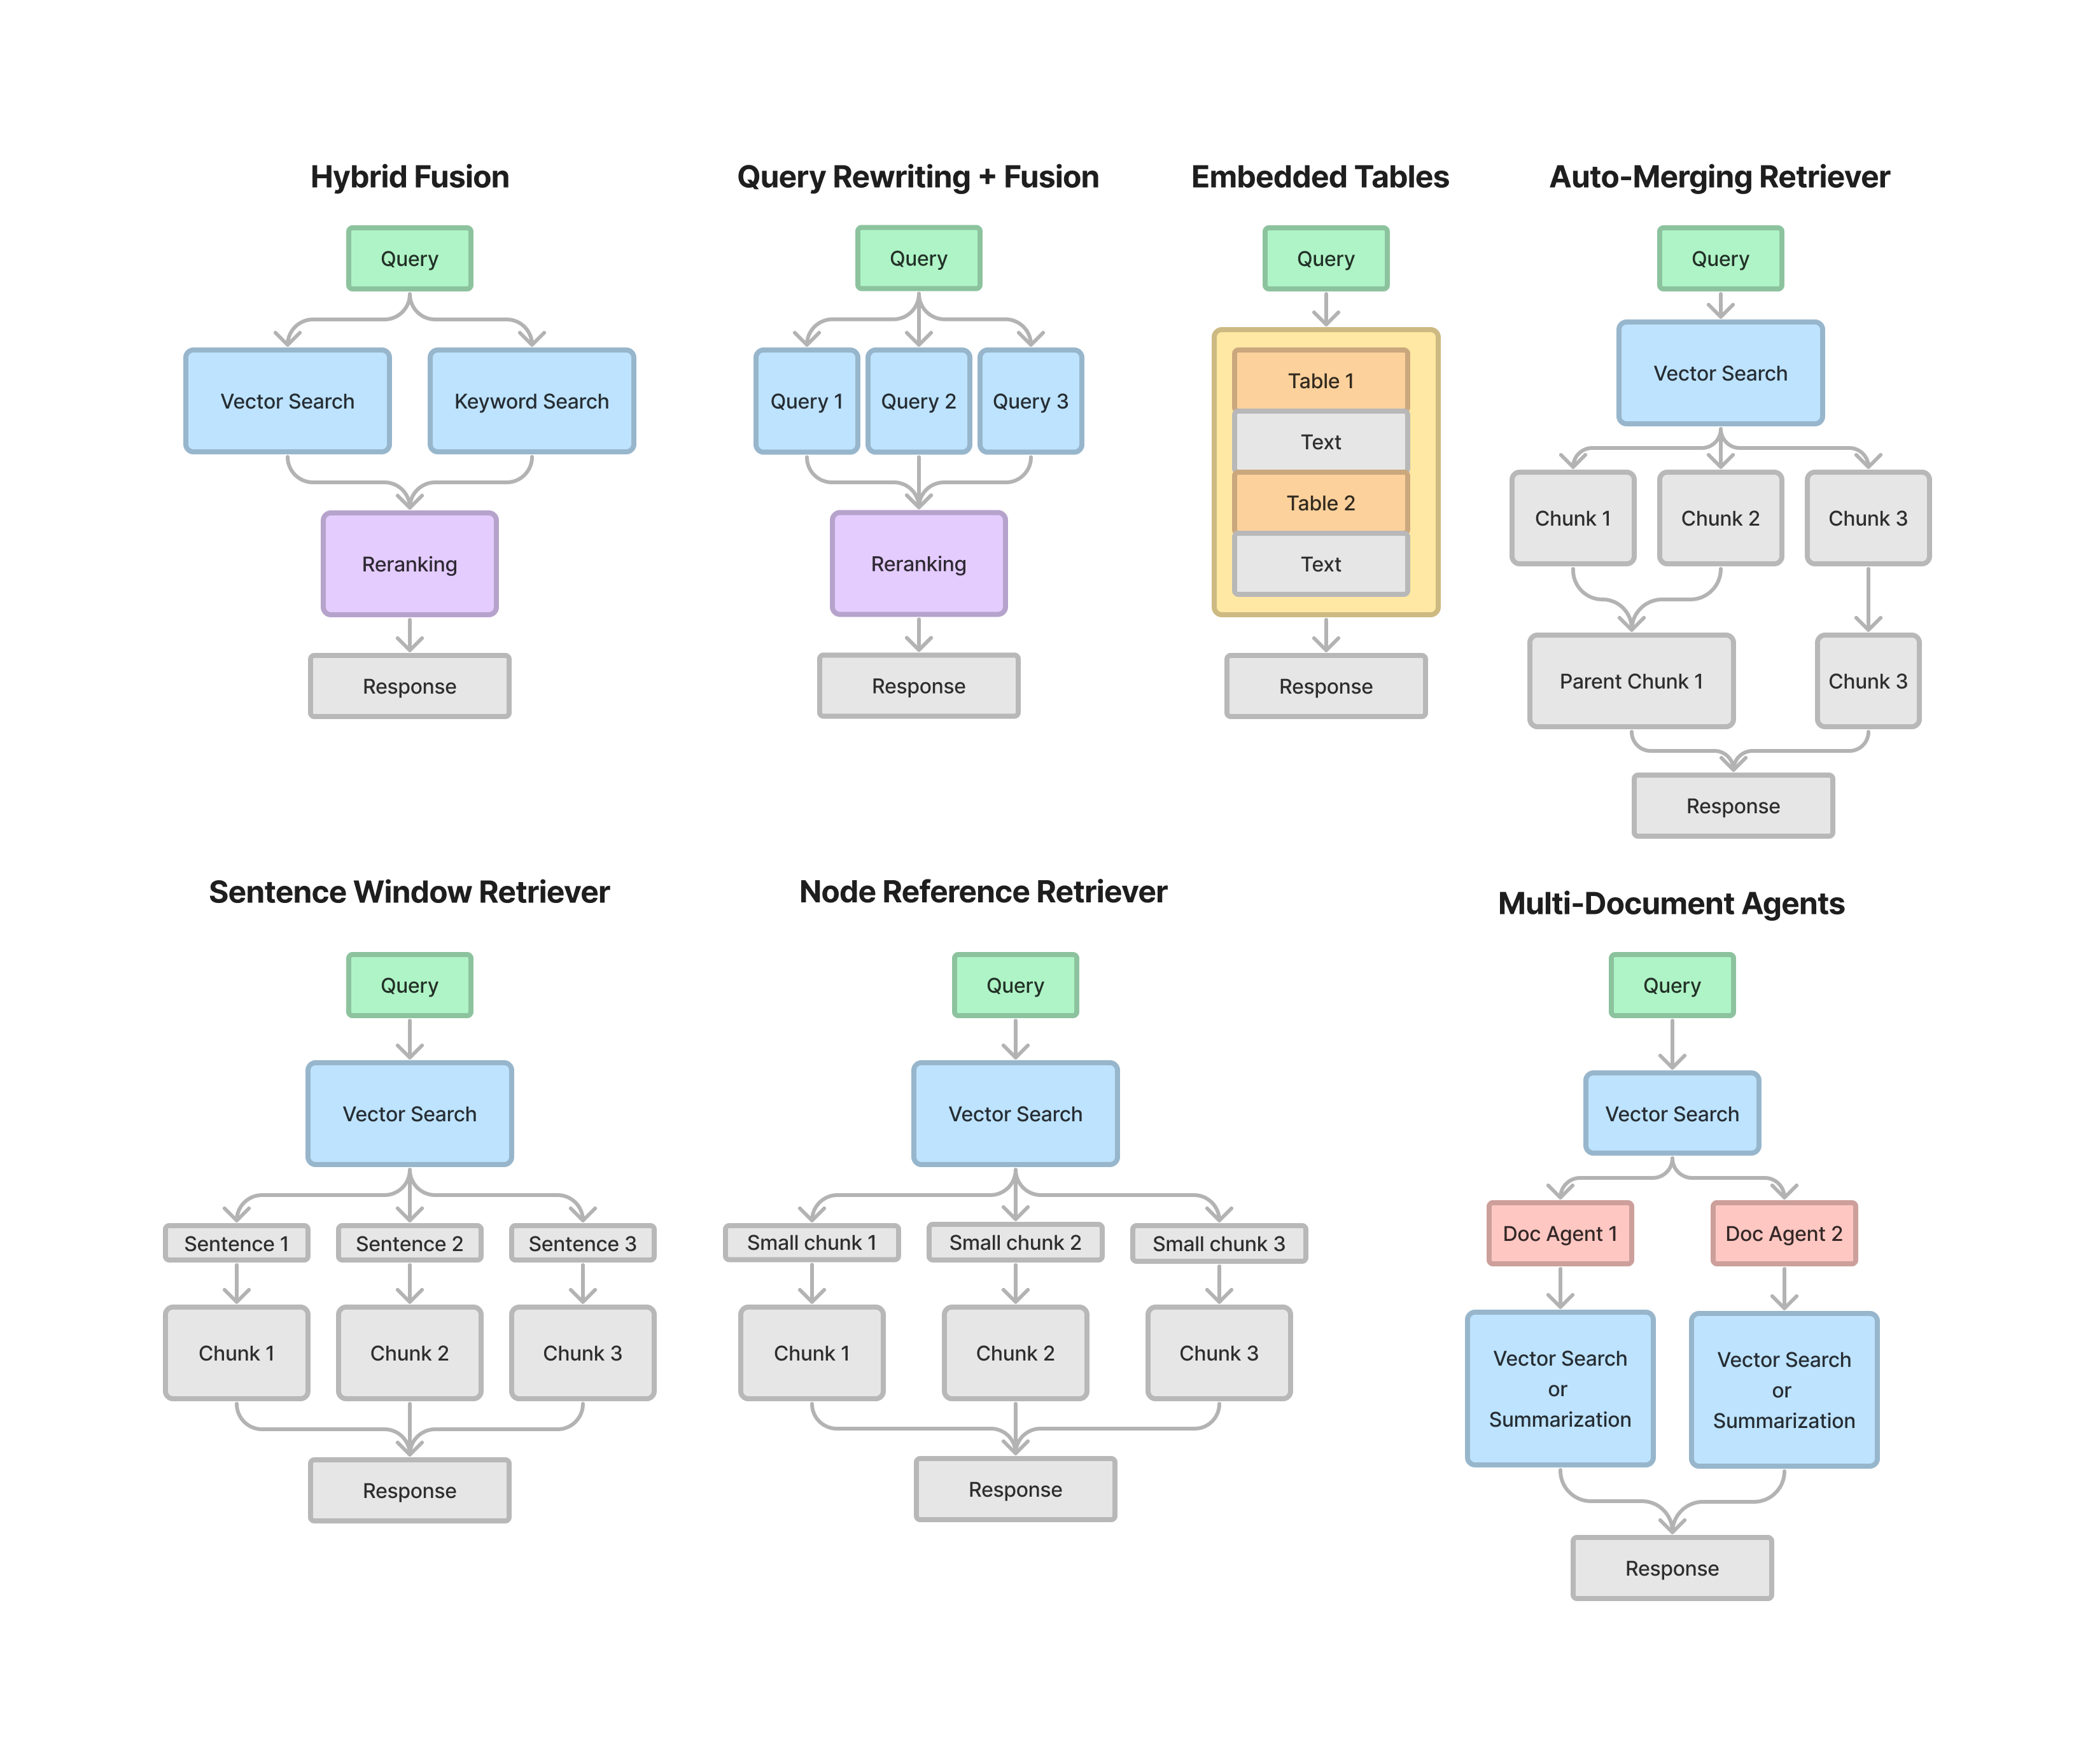 Hybrid Fusion
Query
Vector Search
Keyword Search
Reranking
Response
Query Rewriting + Fusion
Query
Query 1
Query 2
Query 3
Reranking
Response
Embedded Tables
Query
Table 1
Text
Table 2
Text
Response
Auto-Merging Retriever
Query
Vector Search
Chunk 1
Chunk 2
Chunk 3
Parent Chunk 1
Chunk 3
Response
Sentence Window Retriever
Query
Vector Search
Sentence 1
Sentence 2
Sentence 3
Chunk 1
Chunk 2
Chunk 3
Response
Node Reference Retriever
Query
Vector Search
Small chunk 1
Small chunk 2
Small chunk 3
Chunk 1
Chunk 2
Chunk 3
Response
Multi-Document Agents
Query
Vector Search
Doc Agent 1
Doc Agent 2
Vector Search
or
Summarization
Vector Search
or
Summarization
Response